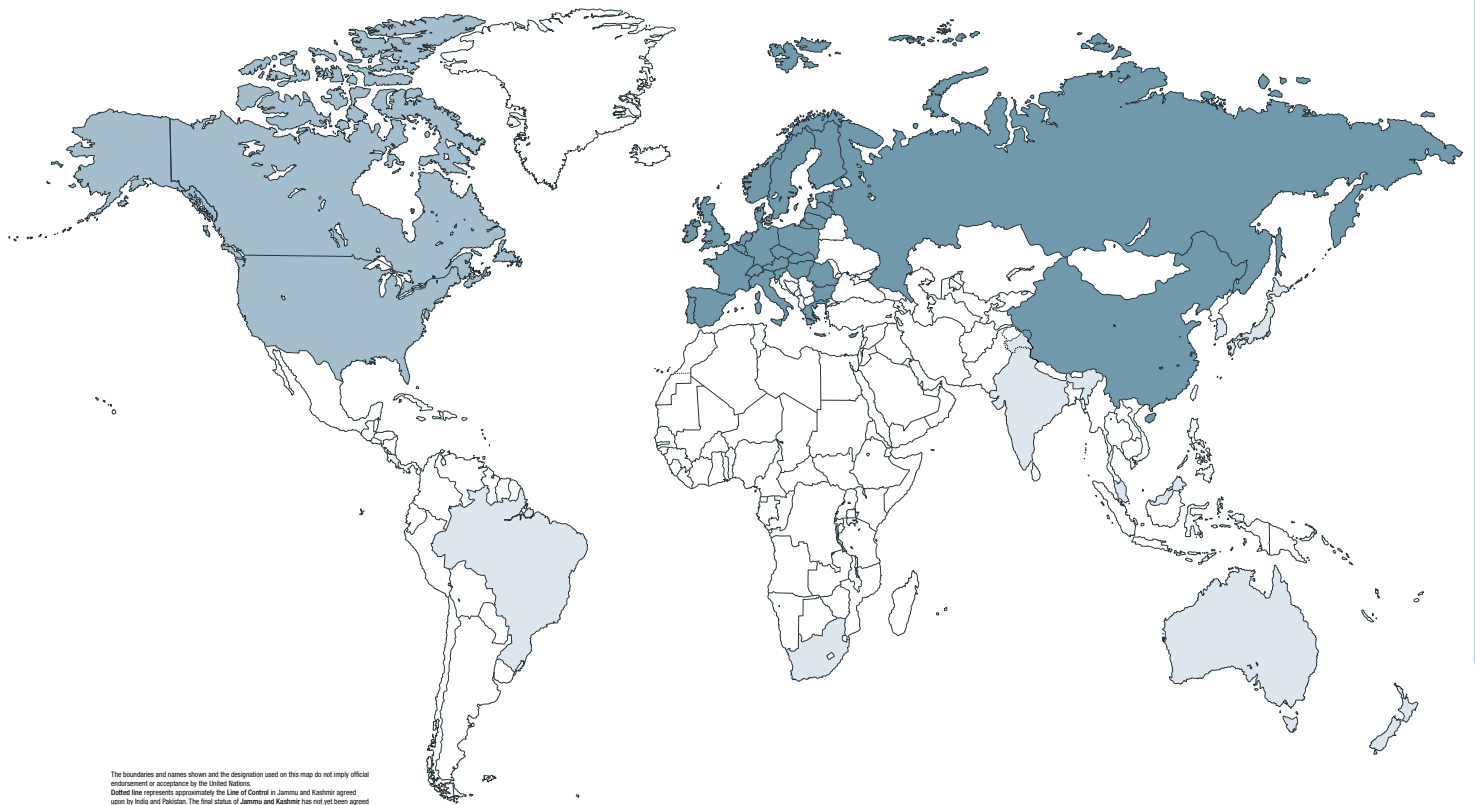 The boundaries and names shown and the designation used on this map do not imply official
endorsement or acceptance by the United Nations.
Dotted line represents approximately the Line of Control in Jammu and Kashmir agreed
upon by India and Pakistan. The final status of Jammu and Kashmir has not yet been agreed